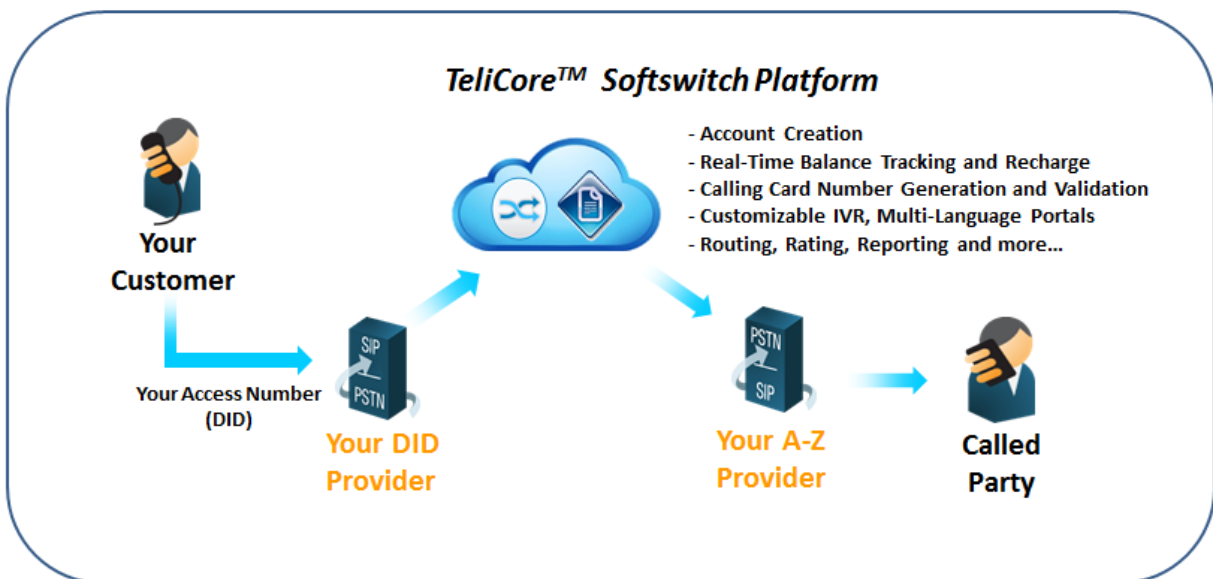 TeliCore™ Softswitch Platform
- Account Creation
- Real-Time Balance Tracking and Recharge
- Calling Card Number Generation and Validation
- Customizable IVR, Multi-Language Portals
- Routing, Rating, Reporting and more...
Your
Customer
Your Access Number
(DID)
SIP
PSTN
Your DID
Provider
PSTN
SIP
Your A-Z
Provider
Called
Party